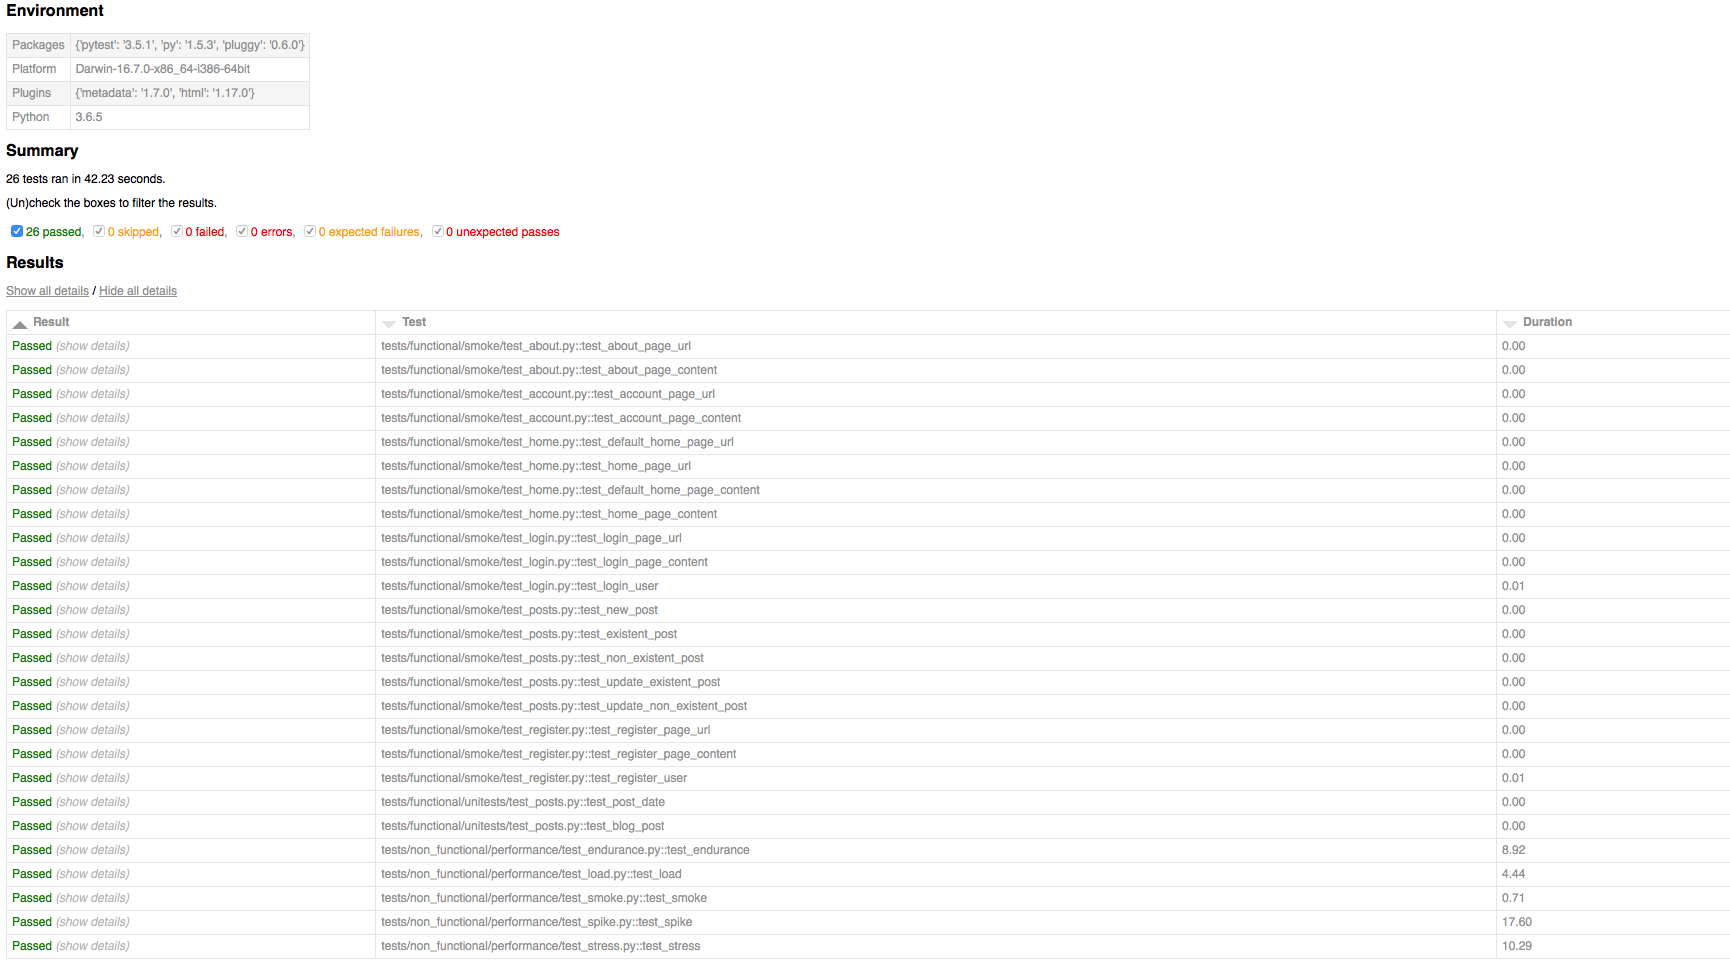 Environment
Packages {'pytest': '3.5.1', 'py': '1.5.3', 'pluggy': '0.6.0'}
Platform Darwin-16.7.0-x86_64-i386-64bit
Plugins {'metadata': '1.7.0', 'html': '1.17.0'}
Python 3.6.5
Summary
26 tests ran in 42.23 seconds.
(Un)check the boxes to filter the results.
26 passed, 0 skipped, 0 failed, 0 errors, 0 expected failures, 0 unexpected passes
Results
Show all details / Hide all details
Result Test Duration
Passed (show details) tests/functional/smoke/test_about.py::test_about_page_url 0.00
Passed (show details) tests/functional/smoke/test_about.py::test_about_page_content 0.00
Passed (show details) tests/functional/smoke/test_account.py::test_account_page_url 0.00
Passed (show details) tests/functional/smoke/test_account.py::test_account_page_content 0.00
Passed (show details) tests/functional/smoke/test_home.py::test_default_home_page_url 0.00
Passed (show details) tests/functional/smoke/test_home.py::test_home_page_url 0.00
Passed (show details) tests/functional/smoke/test_home.py::test_default_home_page_content 0.00
Passed (show details) tests/functional/smoke/test_home.py::test_home_page_content 0.00
Passed (show details) tests/functional/smoke/test_login.py::test_login_page_url 0.00
Passed (show details) tests/functional/smoke/test_login.py::test_login_page_content 0.00
Passed (show details) tests/functional/smoke/test_login.py::test_login_user 0.01
Passed (show details) tests/functional/smoke/test_posts.py::test_new_post 0.00
Passed (show details) tests/functional/smoke/test_posts.py::test_existent_post 0.00
Passed (show details) tests/functional/smoke/test_posts.py::test_non_existent_post 0.00
Passed (show details) tests/functional/smoke/test_posts.py::test_update_existent_post 0.00
Passed (show details) tests/functional/smoke/test_posts.py::test_update_non_existent_post 0.00
Passed (show details) tests/functional/smoke/test_register.py::test_register_page_url 0.00
Passed (show details) tests/functional/smoke/test_register.py::test_register_page_content 0.00
Passed (show details) tests/functional/smoke/test_register.py::test_register_user 0.01
Passed (show details) tests/functional/unitests/test_posts.py::test_post_date 0.00
Passed (show details) tests/functional/unitests/test_posts.py::test_blog_post 0.00
Passed (show details) tests/non_functional/performance/test_endurance.py::test_endurance 8.92
Passed (show details) tests/non_functional/performance/test_load.py::test_load 4.44
Passed (show details) tests/non_functional/performance/test_smoke.py::test_smoke 0.71
Passed (show details) tests/non_functional/performance/test_spike.py::test_spike 17.60
Passed (show details) tests/non_functional/performance/test_stress.py::test_stress 10.29